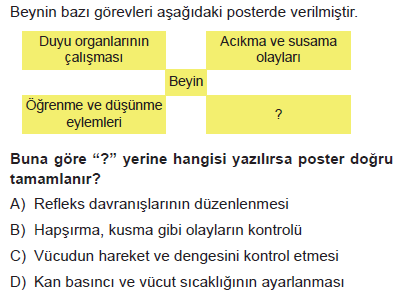 Beynin bazı görevleri aşağıdaki posterde verilmiştir.
Duyu organlarının
çalışması
Acıkma ve susama
olayları
Beyin
Öğrenme ve düşünme
eylemleri
?
Buna göre “?” yerine hangisi yazılırsa poster doğru
tamamlanır?
A) Refleks davranışlarının düzenlenmesi
B) Hapşırma, kusma gibi olayların kontrolü
C) Vücudun hareket ve dengesini kontrol etmesi
D) Kan basıncı ve vücut sıcaklığının ayarlanması